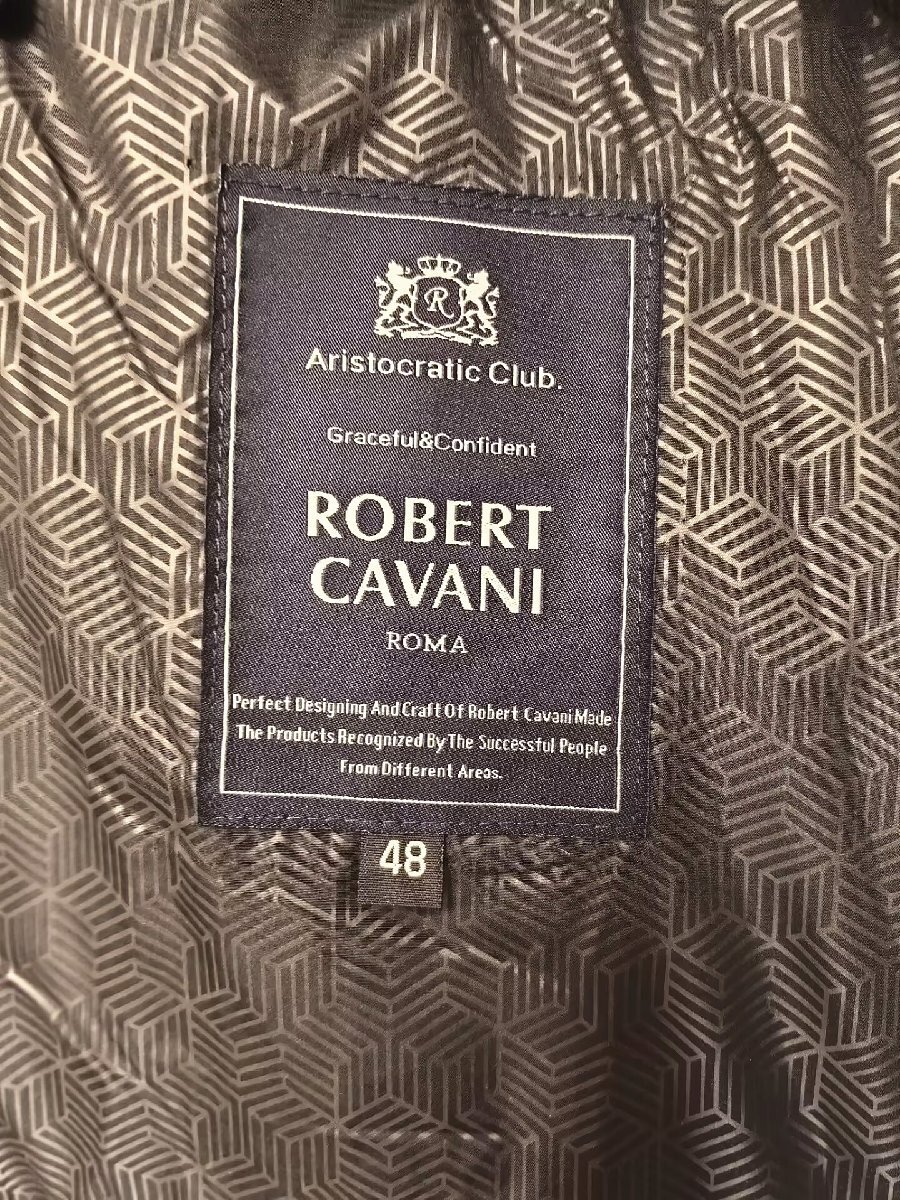 R
Aristocratic Club.
Graceful&Confident
ROBERT
CAVANI
ROMA
Perfect Designing And Craft Of Robert Cavani Made
The Products Recognized By The Successful People
From Different Areas.
48